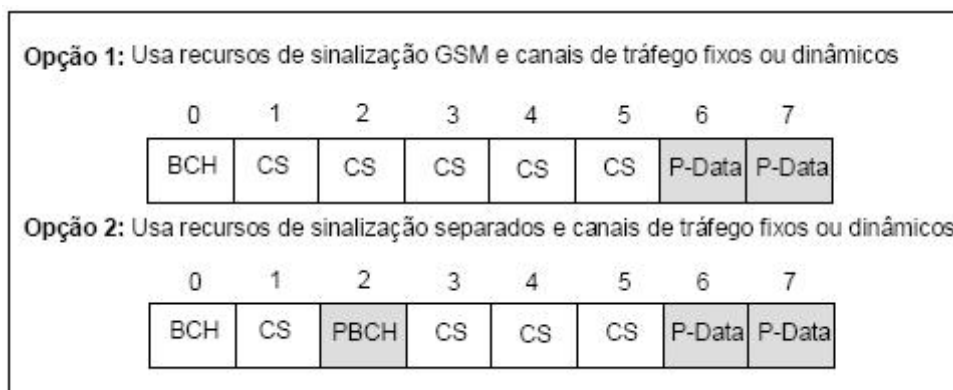 Opção 1: Usa recursos de sinalização GSM e canais de tráfego fixos ou dinâmicos
0 1 2 3 4 5 6 7
BCH CS CS CS CS CS P-Data P-Data
Opção 2: Usa recursos de sinalização separados e canais de tráfego fixos ou dinâmicos
0 1 2 3 4 5 6 7
BCH CS PBCH CS CS CS P-Data P-Data